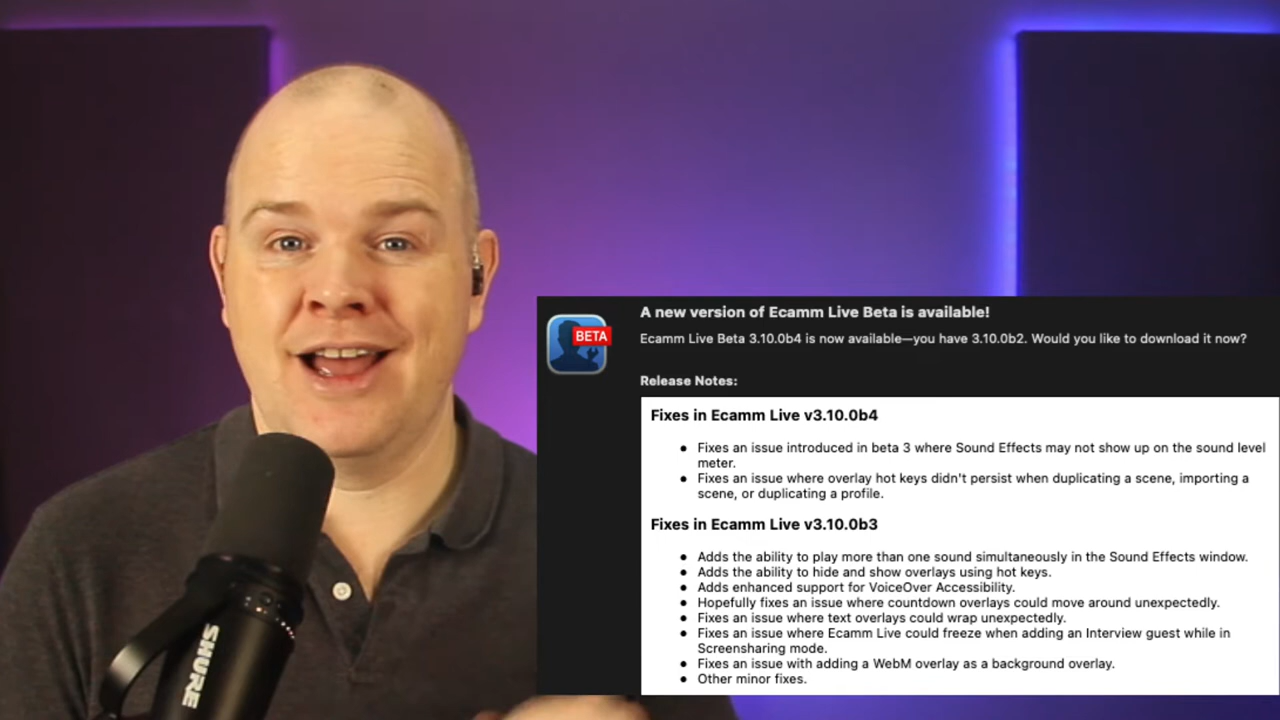 A new version of Ecamm Live Beta is available!
BETA
Ecamm Live Beta 3.10.0b4 is now available—you have 3.10.0b2. Would you like to download it now?
Release Notes:
Fixes in Ecamm Live v3.10.0b4
• Fixes an issue introduced in beta 3 where Sound Effects may not show up on the sound level
meter.
• Fixes an issue where overlay hot keys didn't persist when duplicating a scene, importing a
scene, or duplicating a profile.
Fixes in Ecamm Live v3.10.0b3
• Adds the ability to play more than one sound simultaneously in the Sound Effects window.
• Adds the ability to hide and show overlays using hot keys.
• Adds enhanced support for VoiceOver Accessibility.
• Hopefully fixes an issue where countdown overlays could move around unexpectedly.
• Fixes an issue where text overlays could wrap unexpectedly.
• Fixes an issue where Ecamm Live could freeze when adding an Interview guest while in
Screensharing mode.
• Fixes an issue with adding a WebM overlay as a background overlay.
• Other minor fixes.
SHURE